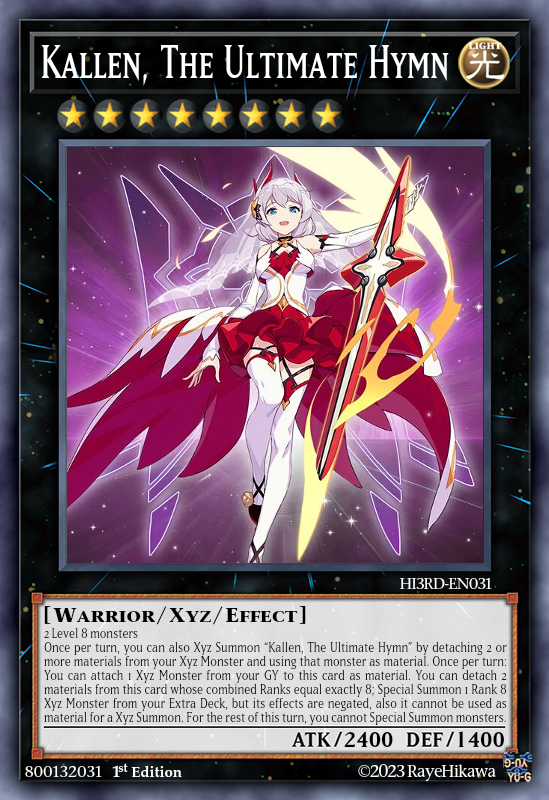 Kallen, The Ultimate Hymn
LIGHT
光
HI3RD-EN031
[Warrior/Xyz/Effect]
2 Level 8 monsters
Once per turn, you can also Xyz Summon “Kallen, The Ultimate Hymn” by detaching 2 or
more materials from your Xyz Monster and using that monster as material. Once per turn:
You can attach 1 Xyz Monster from your GY to this card as material. You can detach 2
materials from this card whose combined Ranks equal exactly 8; Special Summon 1 Rank 8
Xyz Monster from your Extra Deck, but its effects are negated, also it cannot be used as
material for a Xyz Summon. For the rest of this turn, you cannot Special Summon monsters.
ATK/2400 DEF/1400
800132031 1st Edition ©2023 RayeHikawa